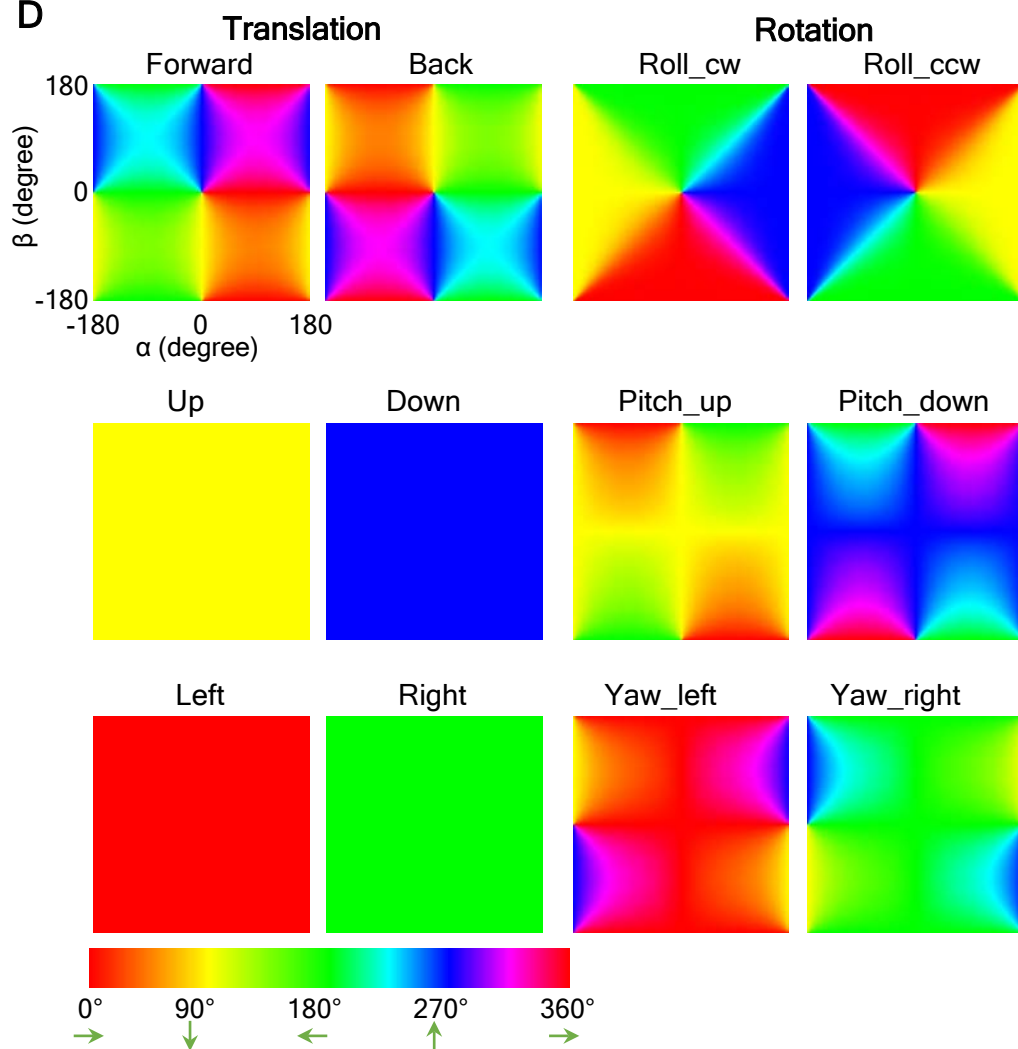 D
Translation Rotation
Forward Back Roll_cw Roll_ccw
180
0
-180
β (degree)
-180 0 180
α (degree)
Up Down Pitch_up Pitch_down
Left Right Yaw_left Yaw_right
0° 90° 180° 270° 360°